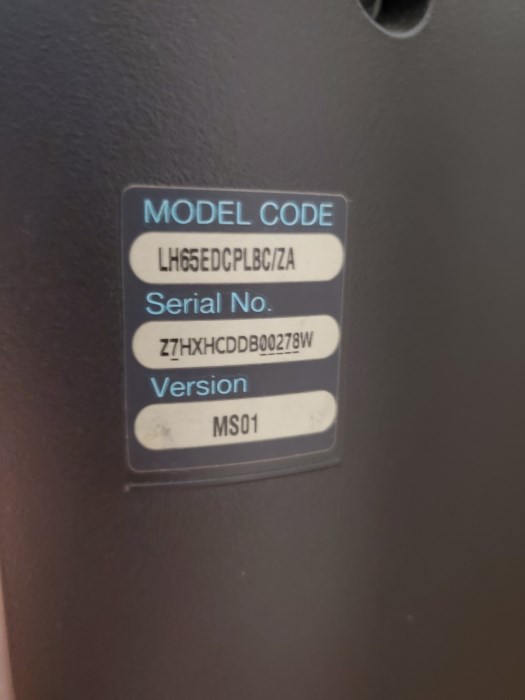 MODEL CODE
LH65EDCPLBC/ZA
Serial No.
Z7HXHCDDB00278W
Version
MS01